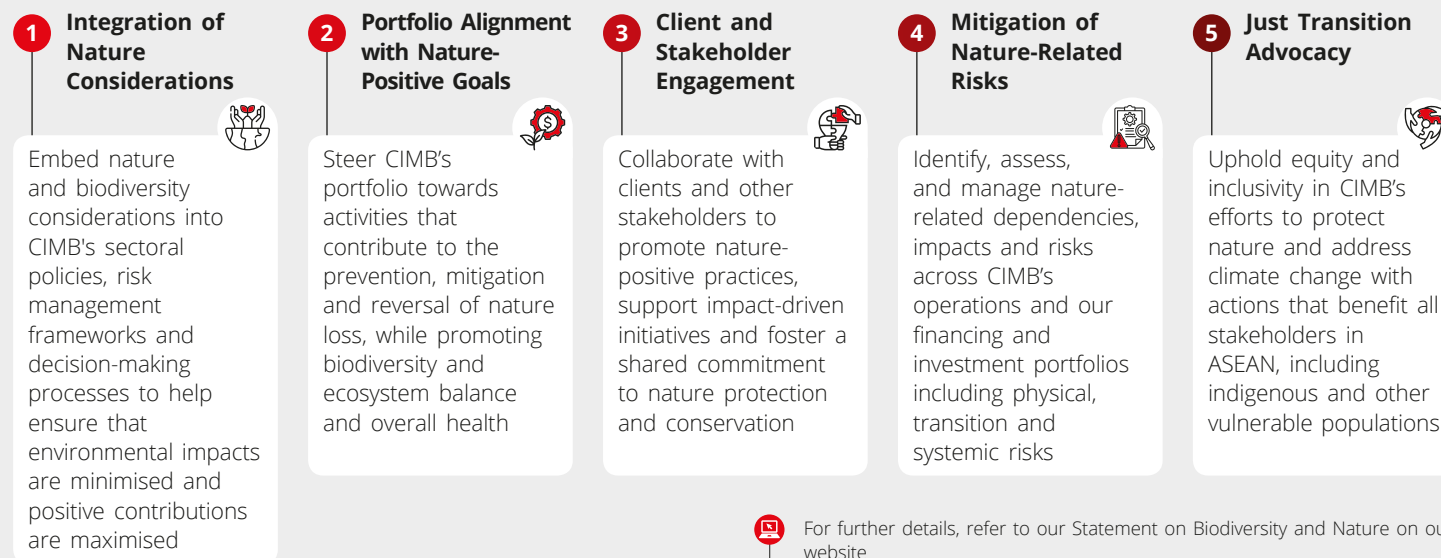 1
Integration of
Nature
Considerations
Embed nature
and biodiversity
considerations into
CIMB's sectoral
policies, risk
management
frameworks and
decision-making
processes to help
ensure that
environmental impacts
are minimised and
positive contributions
are maximised
2
Portfolio Alignment
with Nature-
Positive Goals
$
Steer CIMB’s
portfolio towards
activities that
contribute to the
prevention, mitigation
and reversal of nature
loss, while promoting
biodiversity and
ecosystem balance
and overall health
3
Client and
Stakeholder
Engagement
Collaborate with
clients and other
stakeholders to
promote nature-
positive practices,
support impact-driven
initiatives and foster a
shared commitment
to nature protection
and conservation
4
Mitigation of
Nature-Related
Risks
Identify, assess,
and manage nature-
related dependencies,
impacts and risks
across CIMB’s
operations and our
financing and
investment portfolios
including physical,
transition and
systemic risks
5
Just Transition
Advocacy
Uphold equity and
inclusivity in CIMB’s
efforts to protect
nature and address
climate change with
actions that benefit all
stakeholders in
ASEAN, including
indigenous and other
vulnerable populations
For further details, refer to our Statement on Biodiversity and Nature on
website